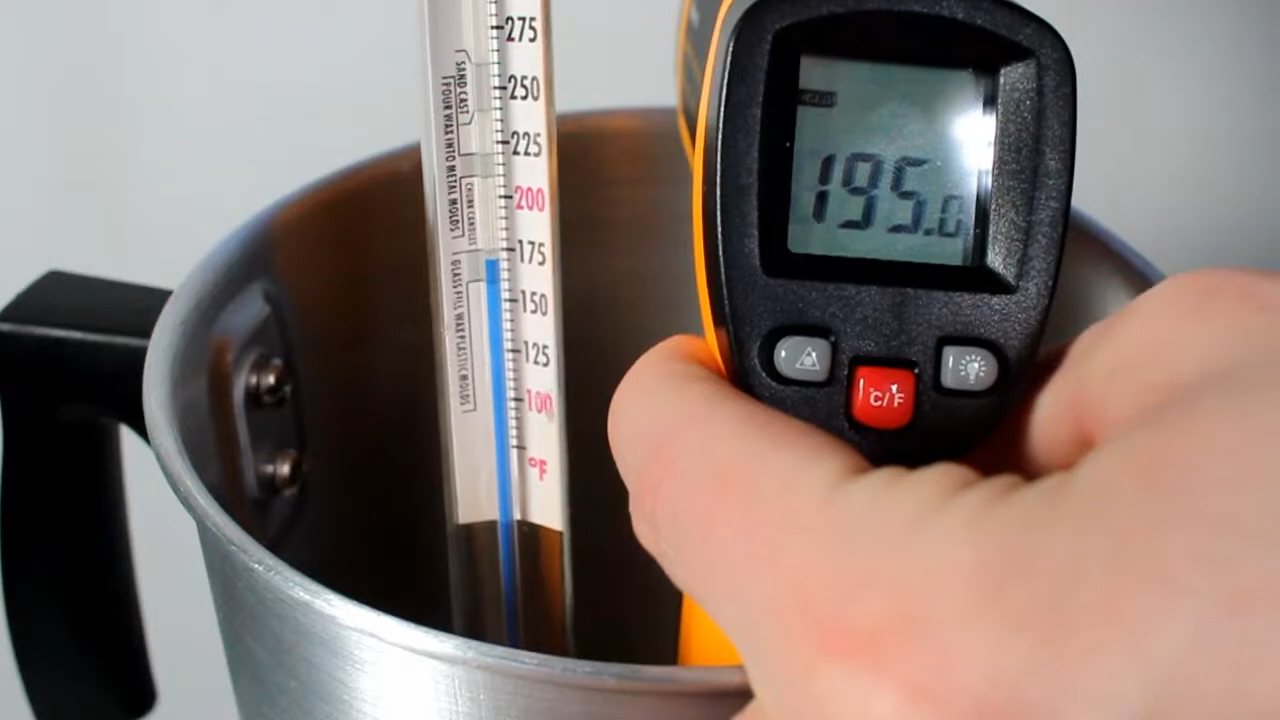 275
250
225
200
175
150
125
100
°F
SAND CAST
POUR WAX INTO METAL MOLDS
CHUNK CANDLES
GLASS FILL WAX PLASTIC MOLDS
195.0
C/F